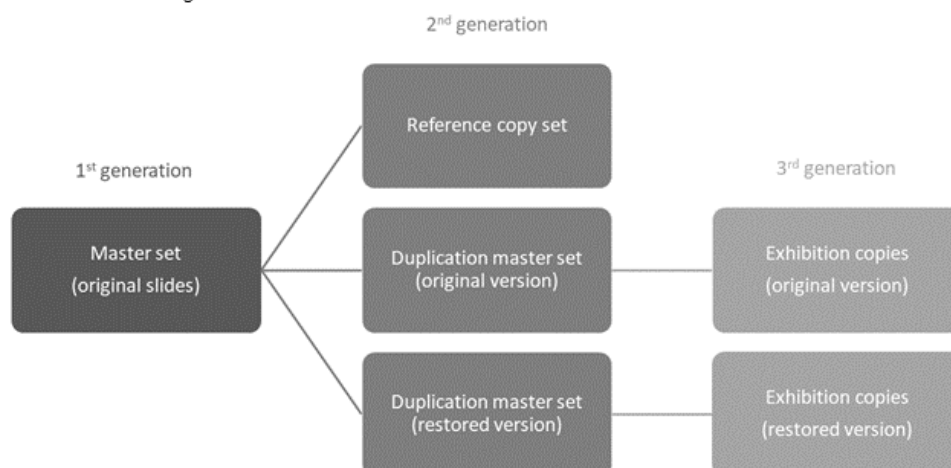 2nd generation
Reference copy set
1st generation
3rd generation
Master set
(original slides)
Duplication master set
(original version)
Exhibition copies
(original version)
Duplication master set
(restored version)
Exhibition copies
(restored version)